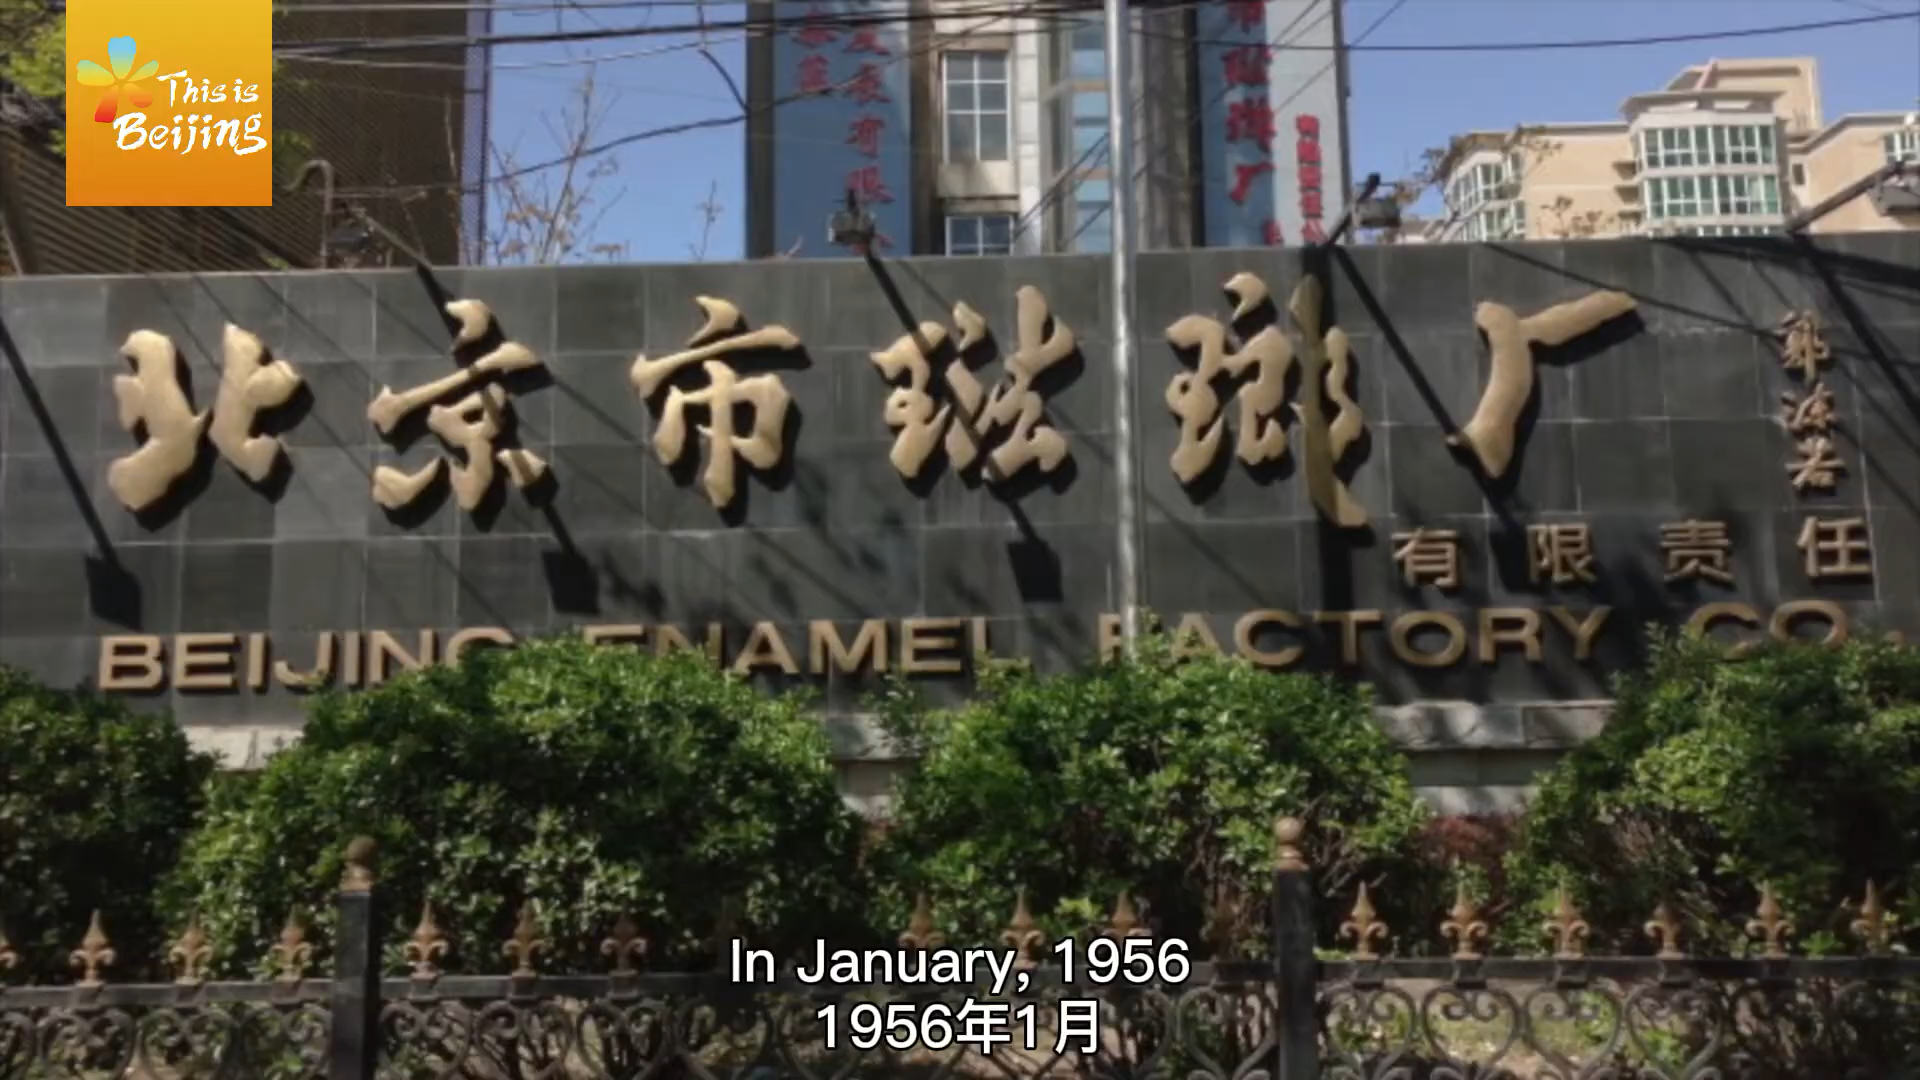 This is
Beijing
北京市珐琅厂
郭沫若
有限责任
BEIJING ENAMEL FACTORY CO.,
In January, 1956
1956年1月